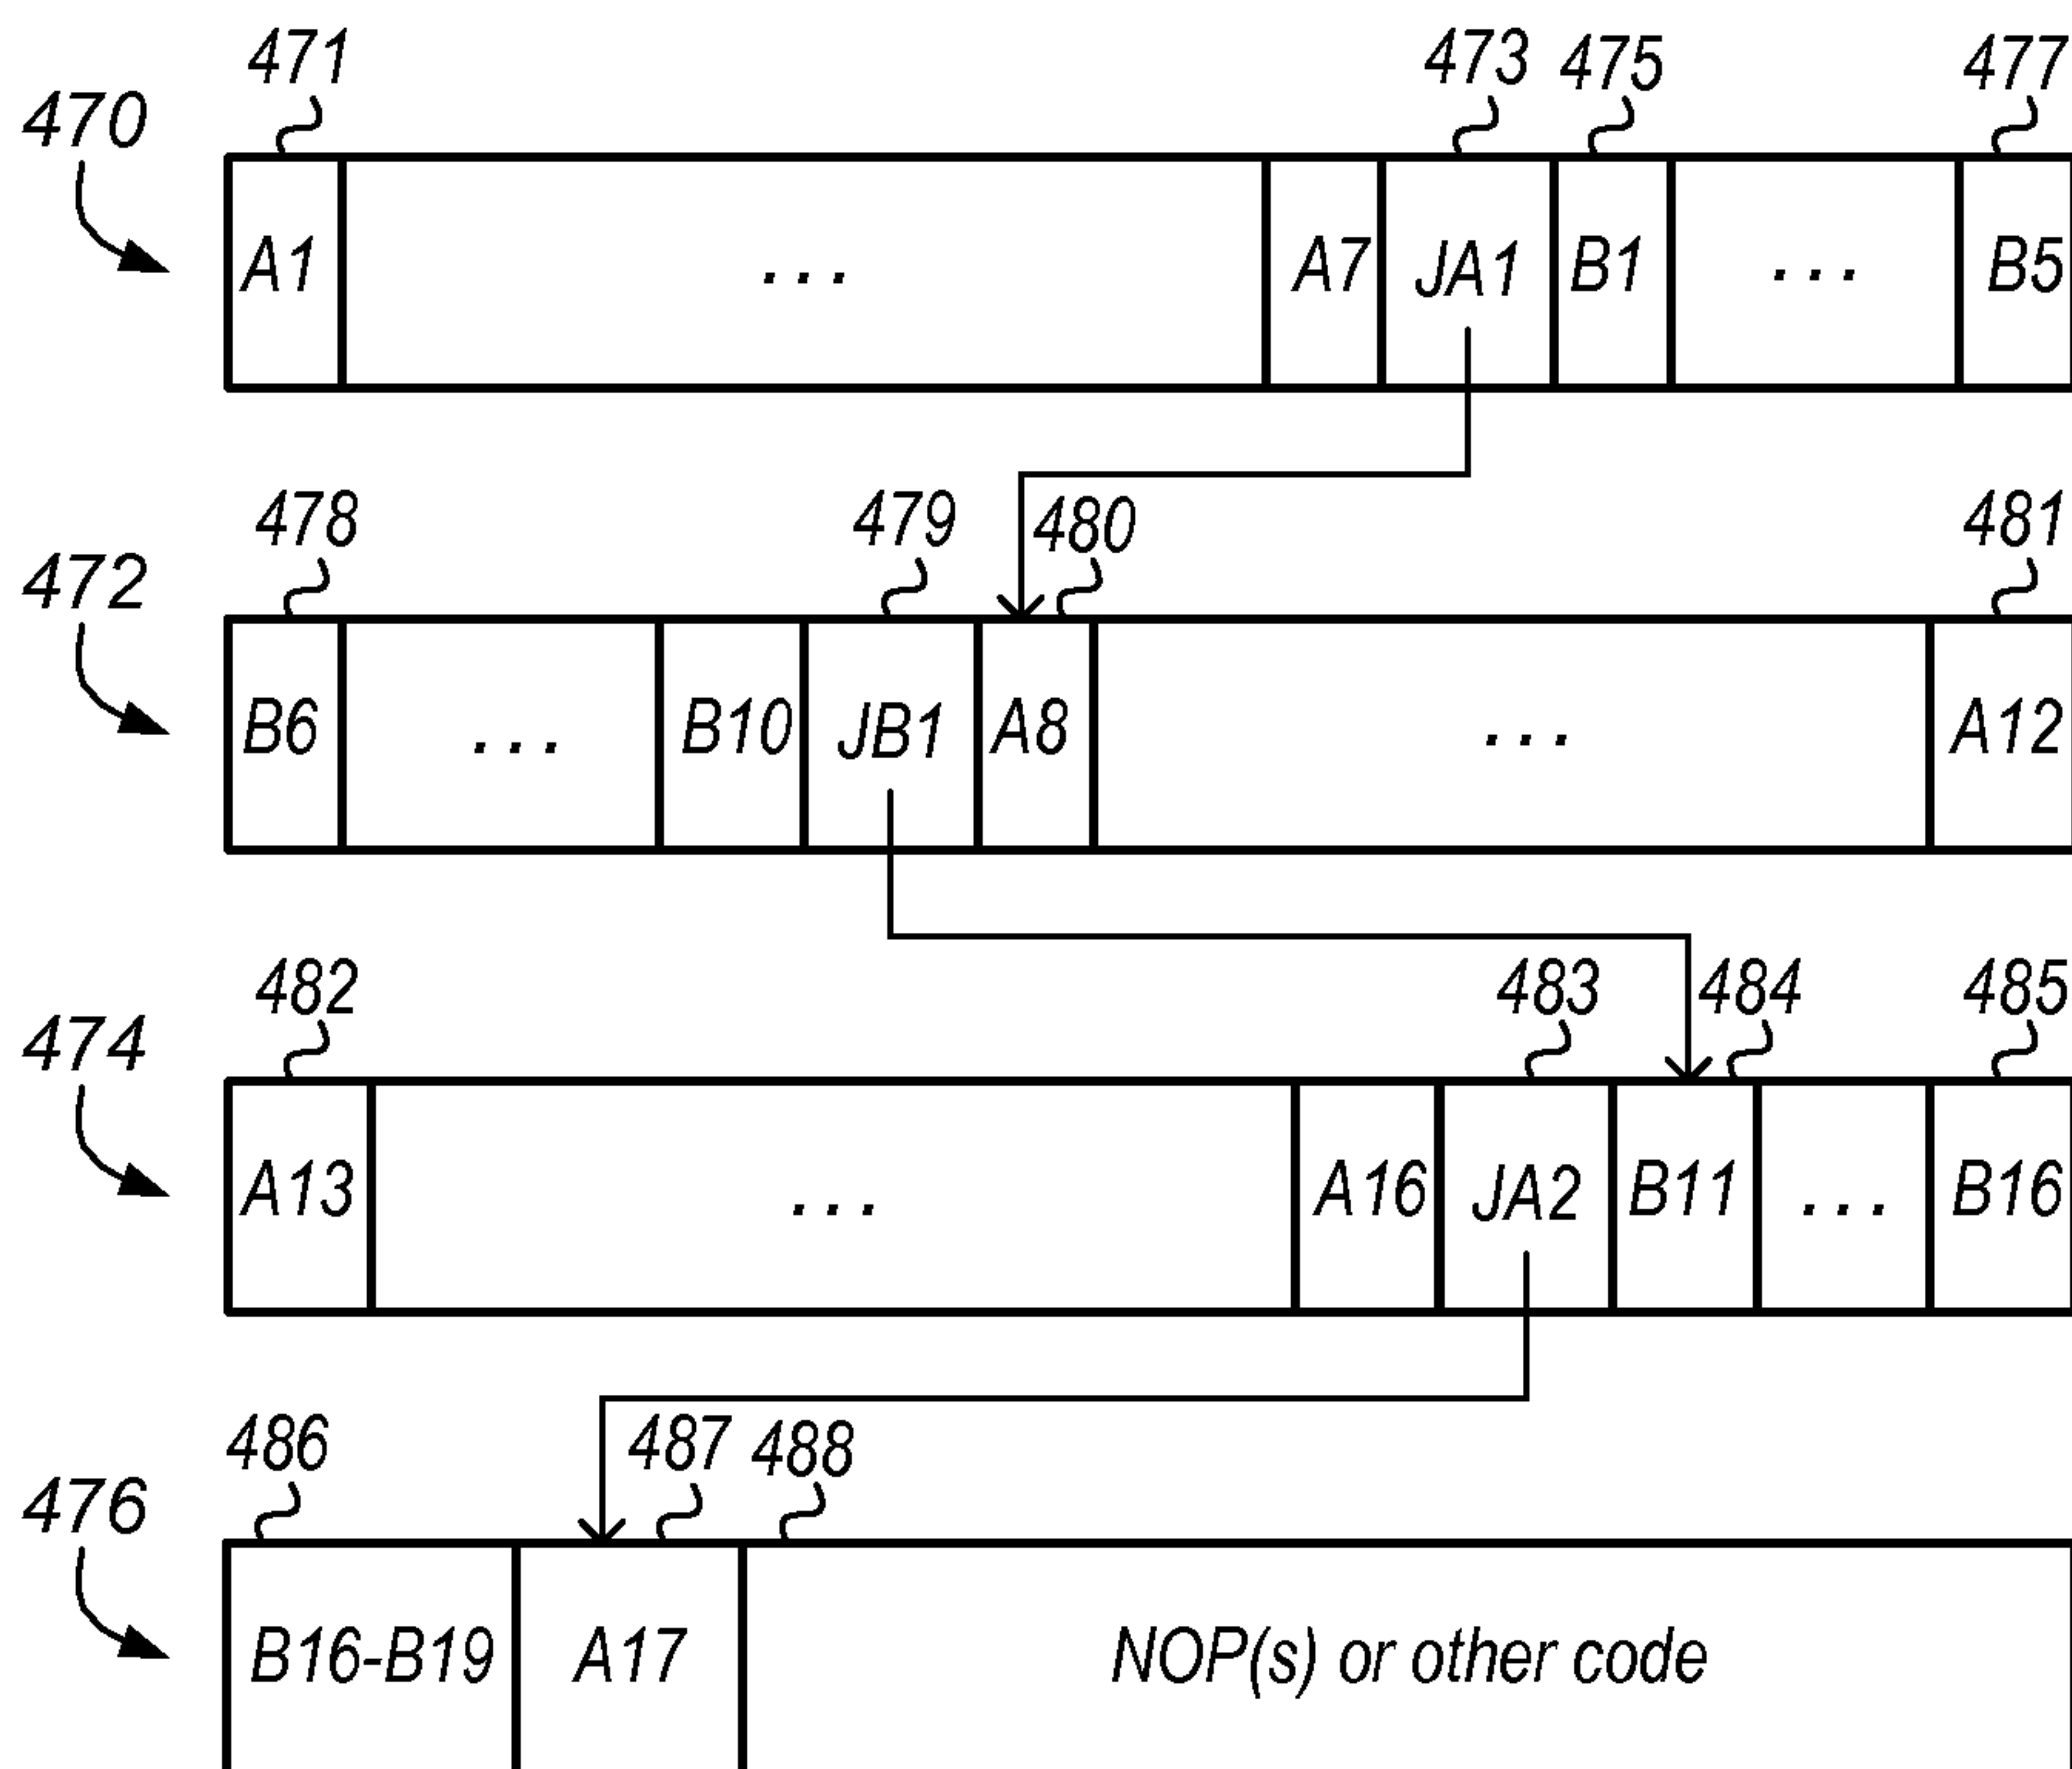 471 473 475 477
470
A1 ... A7 JA1 B1 ... B5
478 479 480 481
472
B6 ... B10 JB1 A8 ... A12
482 483 484 485
474
A13 ... A16 JA2 B11 ... B16
486 487 488
476
B16-B19 A17 NOP(s) or other code